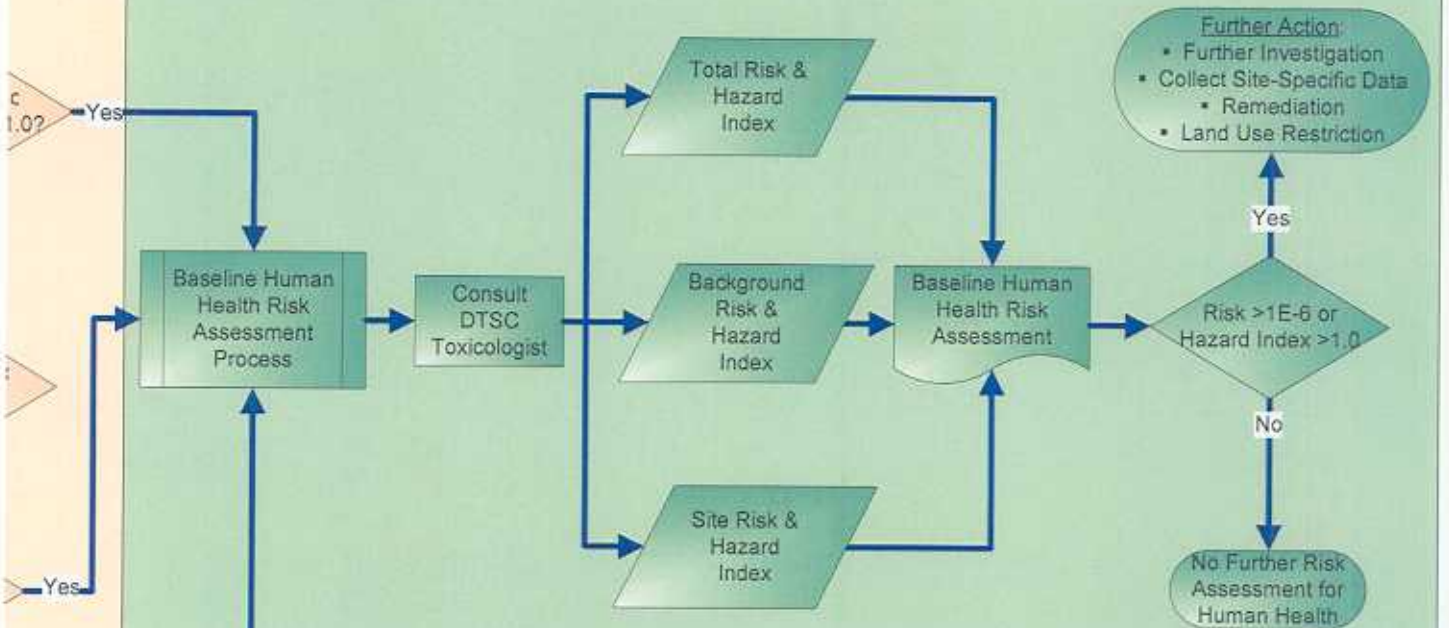 c
1.0?
Yes
Yes
Baseline Human
Health Risk
Assessment
Process
Consult
DTSC
Toxicologist
Total Risk &
Hazard
Index
Background
Risk &
Hazard
Index
Site Risk &
Hazard
Index
Baseline Human
Health Risk
Assessment
Risk >1E-6 or
Hazard Index >1.0
Yes
Further Action:
▪ Further Investigation
▪ Collect Site-Specific Data
▪ Remediation
▪ Land Use Restriction
No
No Further Risk
Assessment for
Human Health